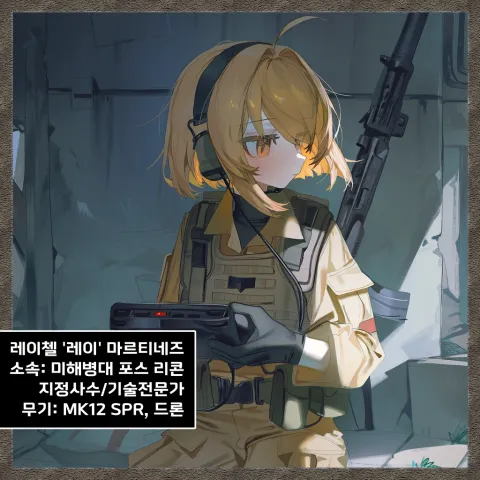 레이첼 '레이' 마르티네즈
소속: 미해병대 포스 리콘
지정사수/기술전문가
무기: MK12 SPR, 드론